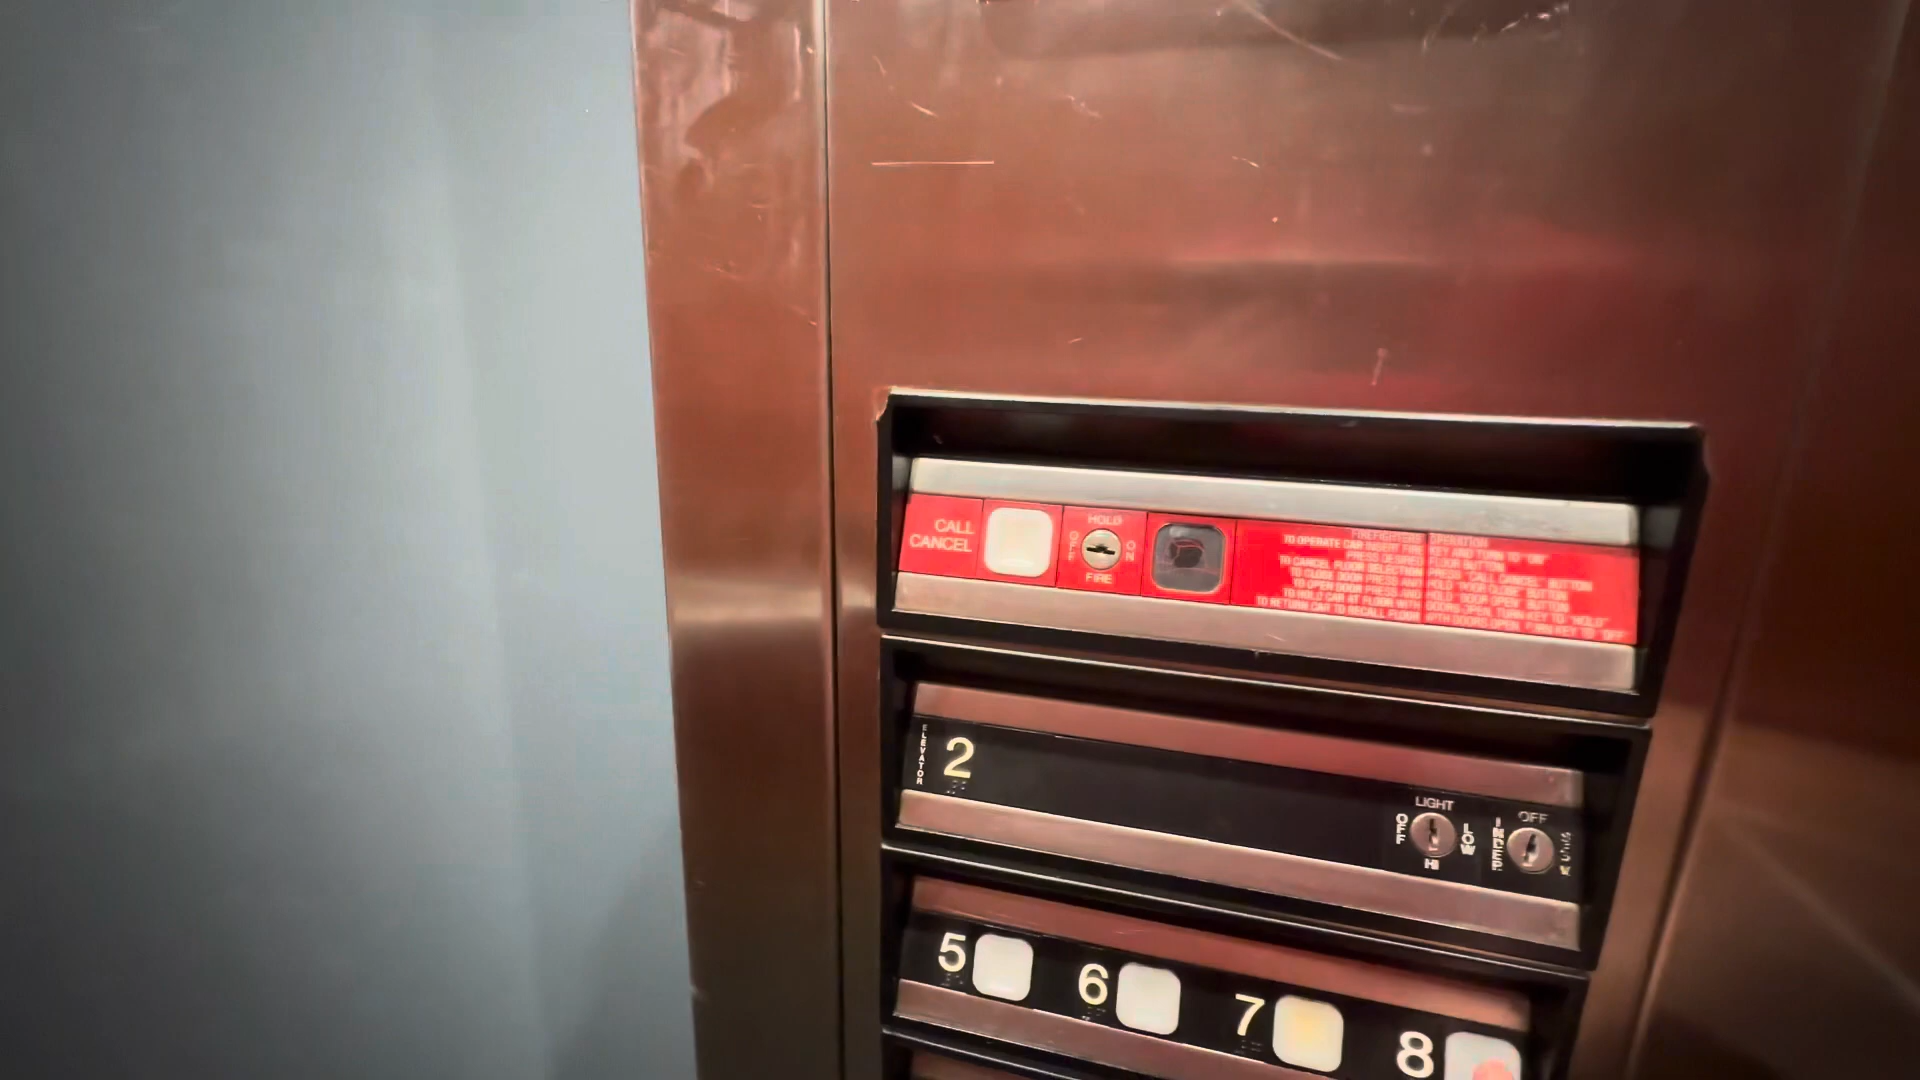 CALL
CANCEL
HOLD
OFF
ON
FIRE
FIREFIGHTERS OPERATION
TO OPERATE CAR INSERT FIRE KEY AND TURN TO "ON"
PRESS DESIRED FLOOR BUTTON
TO CANCEL FLOOR SELECTION PRESS "CALL CANCEL" BUTTON
TO CLOSE DOOR PRESS AND HOLD "DOOR CLOSE" BUTTON
TO OPEN DOOR PRESS AND HOLD "DOOR OPEN" BUTTON
TO HOLD CAR AT FLOOR WITH DOORS OPEN, TURN KEY TO "HOLD"
TO RETURN CAR TO RECALL FLOOR WITH DOORS OPEN, TURN KEY TO "OFF"
ELEVATOR
2
LIGHT
OFF
LOW
HI
OFF
INDEP
5
6
7
8